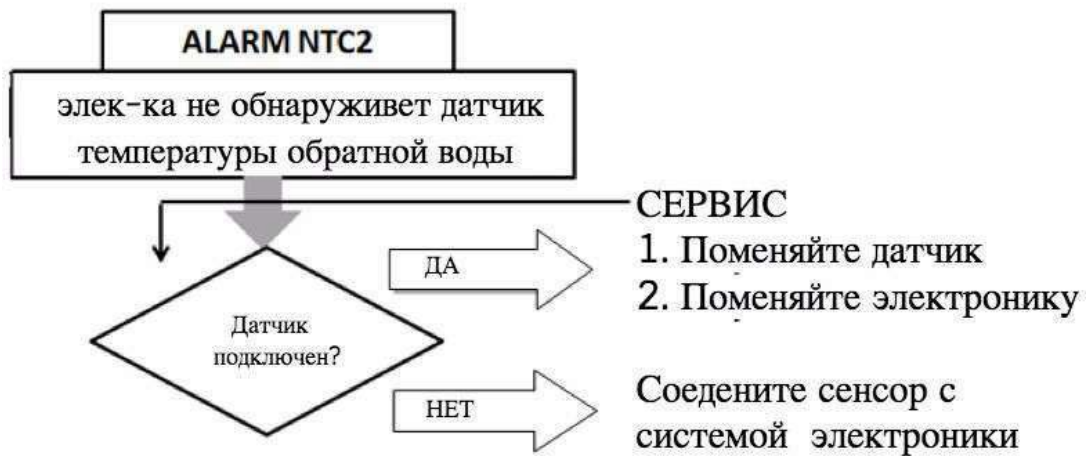 ALARM NTC2
элек-ка не обнаруживет датчик
температуры обратной воды
СЕРВИС
1. Поменяйте датчик
2. Поменяйте электронику
ДА
Датчик
подключен?
НЕТ
Соедените сенсор с
системой электроники